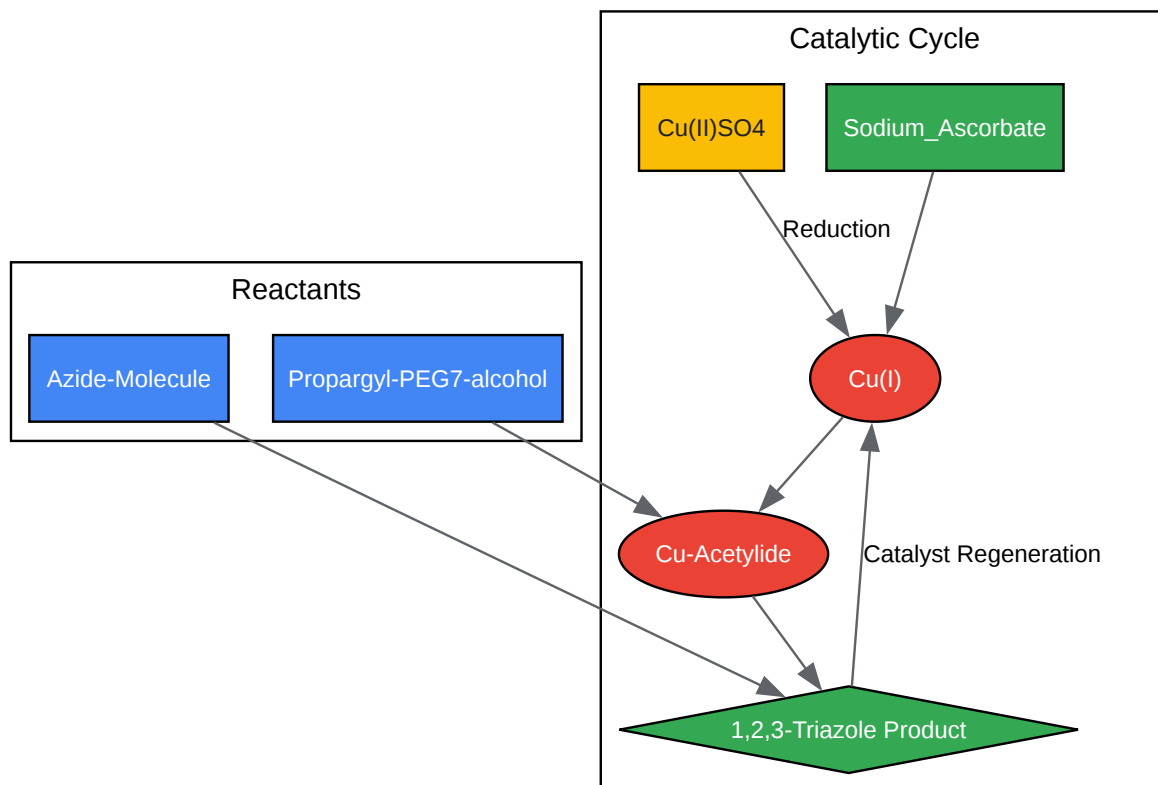 Catalytic Cycle
Cu(II)SO4
Sodium_Ascorbate
Reduction
Reactants
Azide-Molecule
Propargyl-PEG7-alcohol
Cu(I)
Cu-Acetylide
Catalyst Regeneration
1,2,3-Triazole Product